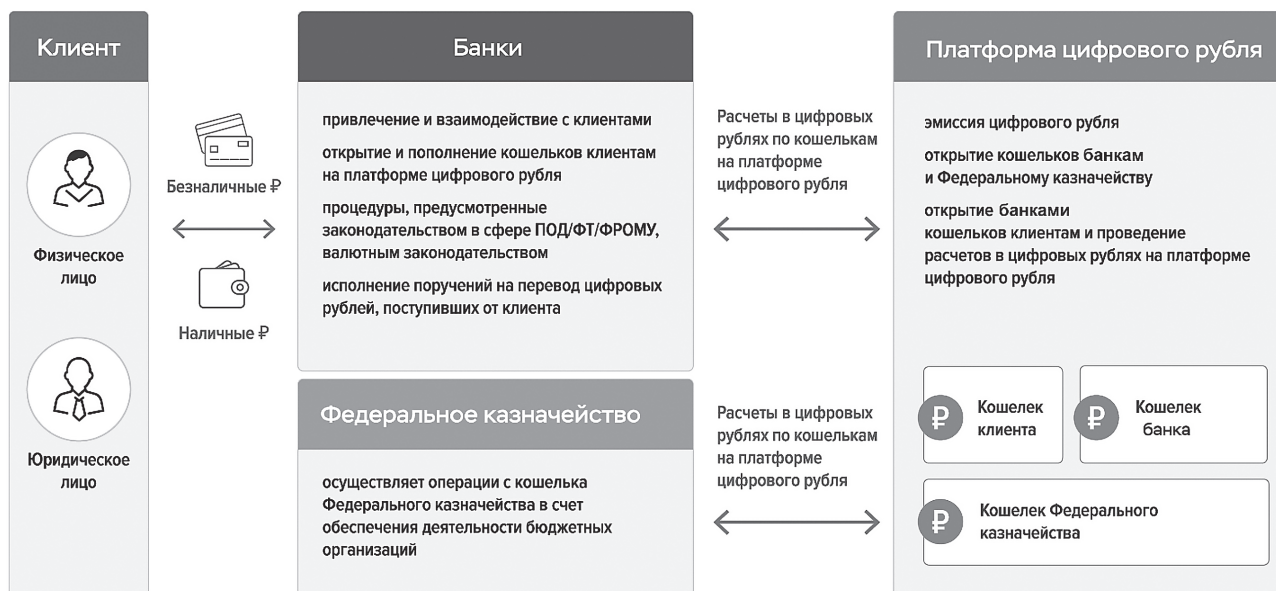 Клиент
Физическое
лицо
Юридическое
лицо
Безналичные ₽
Наличные ₽
Банки
привлечение и взаимодействие с клиентами
открытие и пополнение кошельков клиентам
на платформе цифрового рубля
процедуры, предусмотренные
законодательством в сфере ПОД/ФТ/ФРОМУ,
валютным законодательством
исполнение поручений на перевод цифровых
рублей, поступивших от клиента
Федеральное казначейство
осуществляет операции с кошелька
Федерального казначейства в счет
обеспечения деятельности бюджетных
организаций
Расчеты в цифровых
рублях по кошелькам
на платформе
цифрового рубля
Расчеты в цифровых
рублях по кошелькам
на платформе
цифрового рубля
Платформа цифрового рубля
эмиссия цифрового рубля
открытие кошельков банкам
и Федеральному казначейству
открытие банками
кошельков клиентам и проведение
расчетов в цифровых рублях на платформе
цифрового рубля
₽
Кошелек
клиента
₽
Кошелек
банка
₽
Кошелек Федерального
казначейства